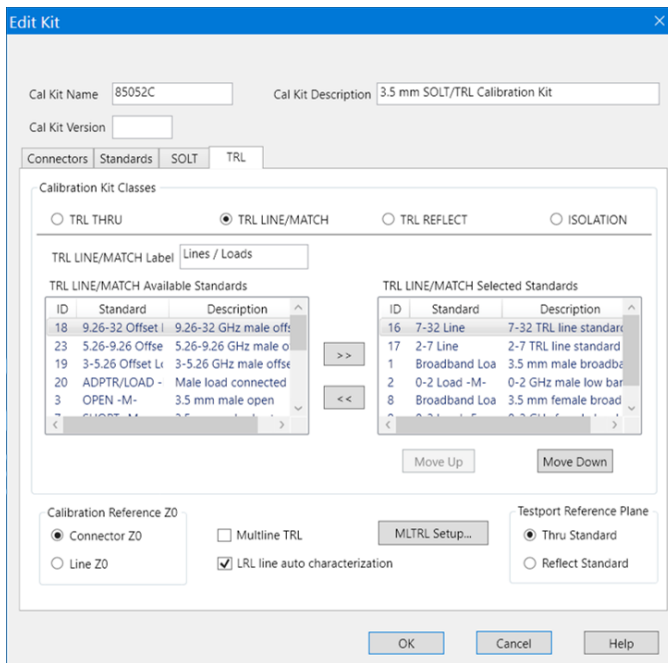 Edit Kit
Cal Kit Name 85052C Cal Kit Description 3.5 mm SOLT/TRL Calibration Kit
Cal Kit Version
Connectors Standards SOLT TRL
Calibration Kit Classes
TRL THRU TRL LINE/MATCH TRL REFLECT ISOLATION
TRL LINE/MATCH Label Lines / Loads
TRL LINE/MATCH Available Standards
ID Standard Description
18 9.26-32 Offset 9.26-32 GHz male offs
23 5.26-9.26 Offse 5.26-9.26 GHz male offse
19 3-5.26 Offset Lo 3-5.26 GHz male offset
20 ADPTR/LOAD - Male load connected
3 OPEN -M- 3.5 mm male open
>>
<<
TRL LINE/MATCH Selected Standards
ID Standard Description
16 7-32 Line 7-32 TRL line standard
17 2-7 Line 2-7 TRL line standard
1 Broadband Loa 3.5 mm male broadba
2 0-2 Load -M- 0-2 GHz male low bar
8 Broadband Loa 3.5 mm female broad
Move Up Move Down
Calibration Reference Z0
Connector Z0
Line Z0
Multline TRL
LRL line auto characterization
MLTRL Setup...
Testport Reference Plane
Thru Standard
Reflect Standard
OK Cancel Help